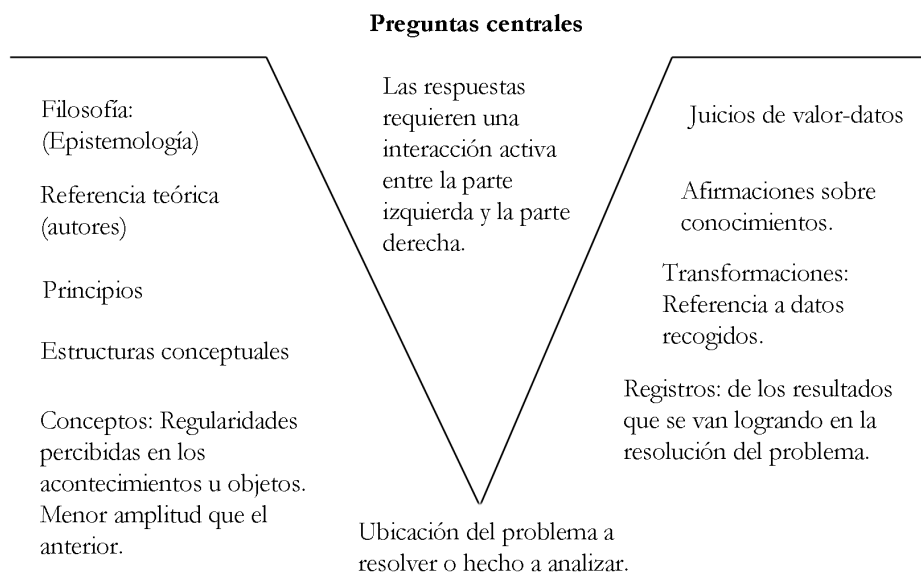 Preguntas centrales
Filosofía:
(Epistemología)
Referencia teórica
(autores)
Principios
Estructuras conceptuales
Conceptos: Regularidades
percibidas en los
acontecimientos u objetos.
Menor amplitud que el
anterior.
Las respuestas
requieren una
interacción activa
entre la parte
izquierda y la parte
derecha.
Juicios de valor-datos
Afirmaciones sobre
conocimientos.
Transformaciones:
Referencia a datos
recogidos.
Registros: de los resultados
que se van logrando en la
resolución del problema.
Ubicación del problema a
resolver o hecho a analizar.